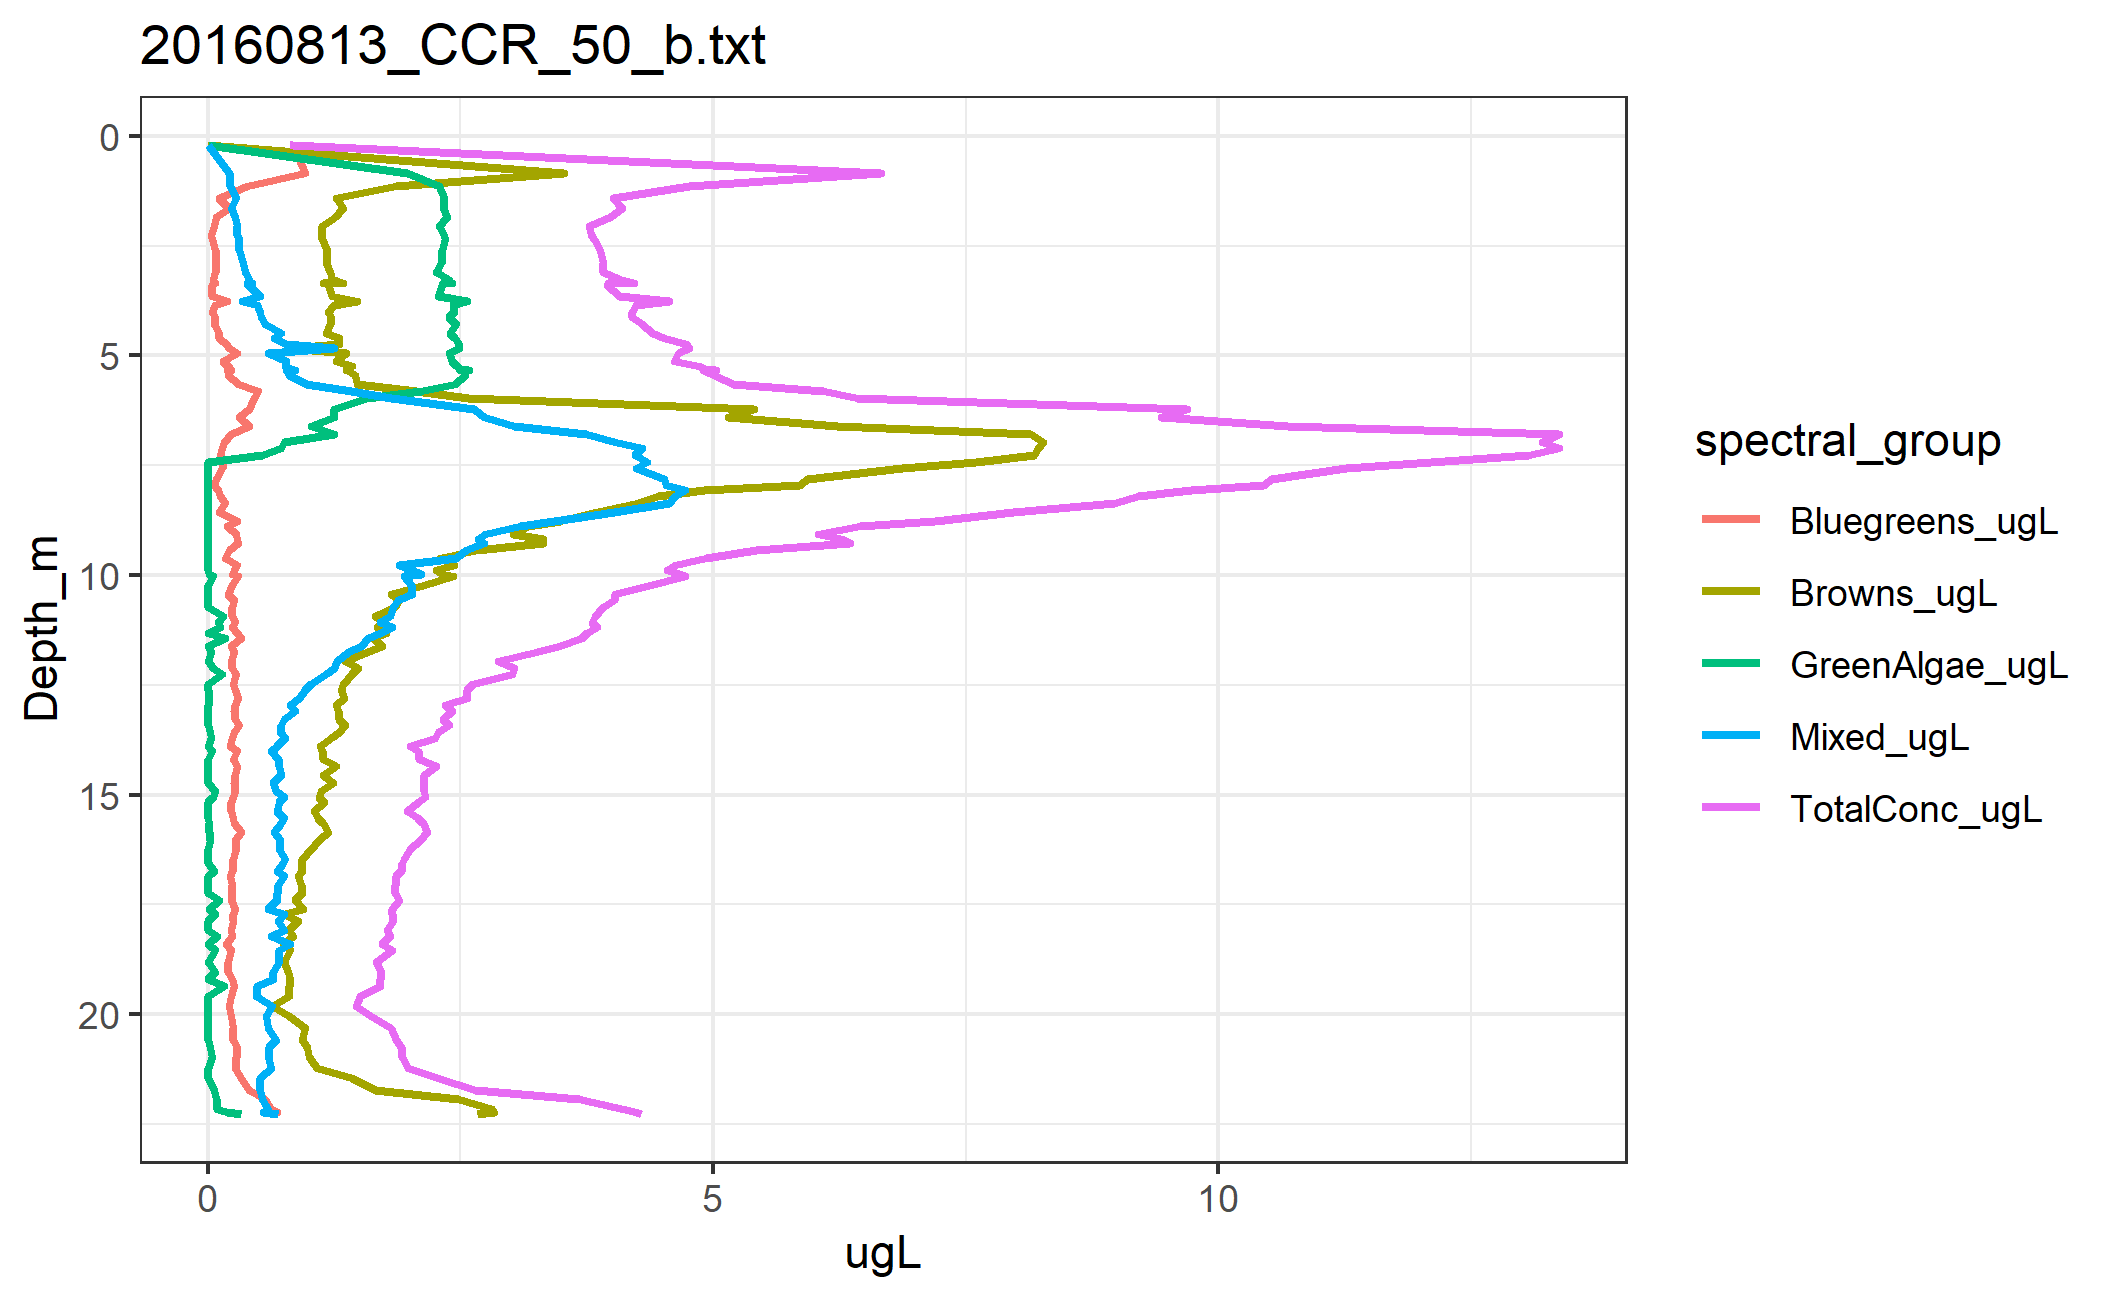 20160813_CCR_50_b.txt
0
5
10
15
20
Depth_m
0
5
10
ugL
spectral_group
Bluegreens_ugL
Browns_ugL
GreenAlgae_ugL
Mixed_ugL
TotalConc_ugL